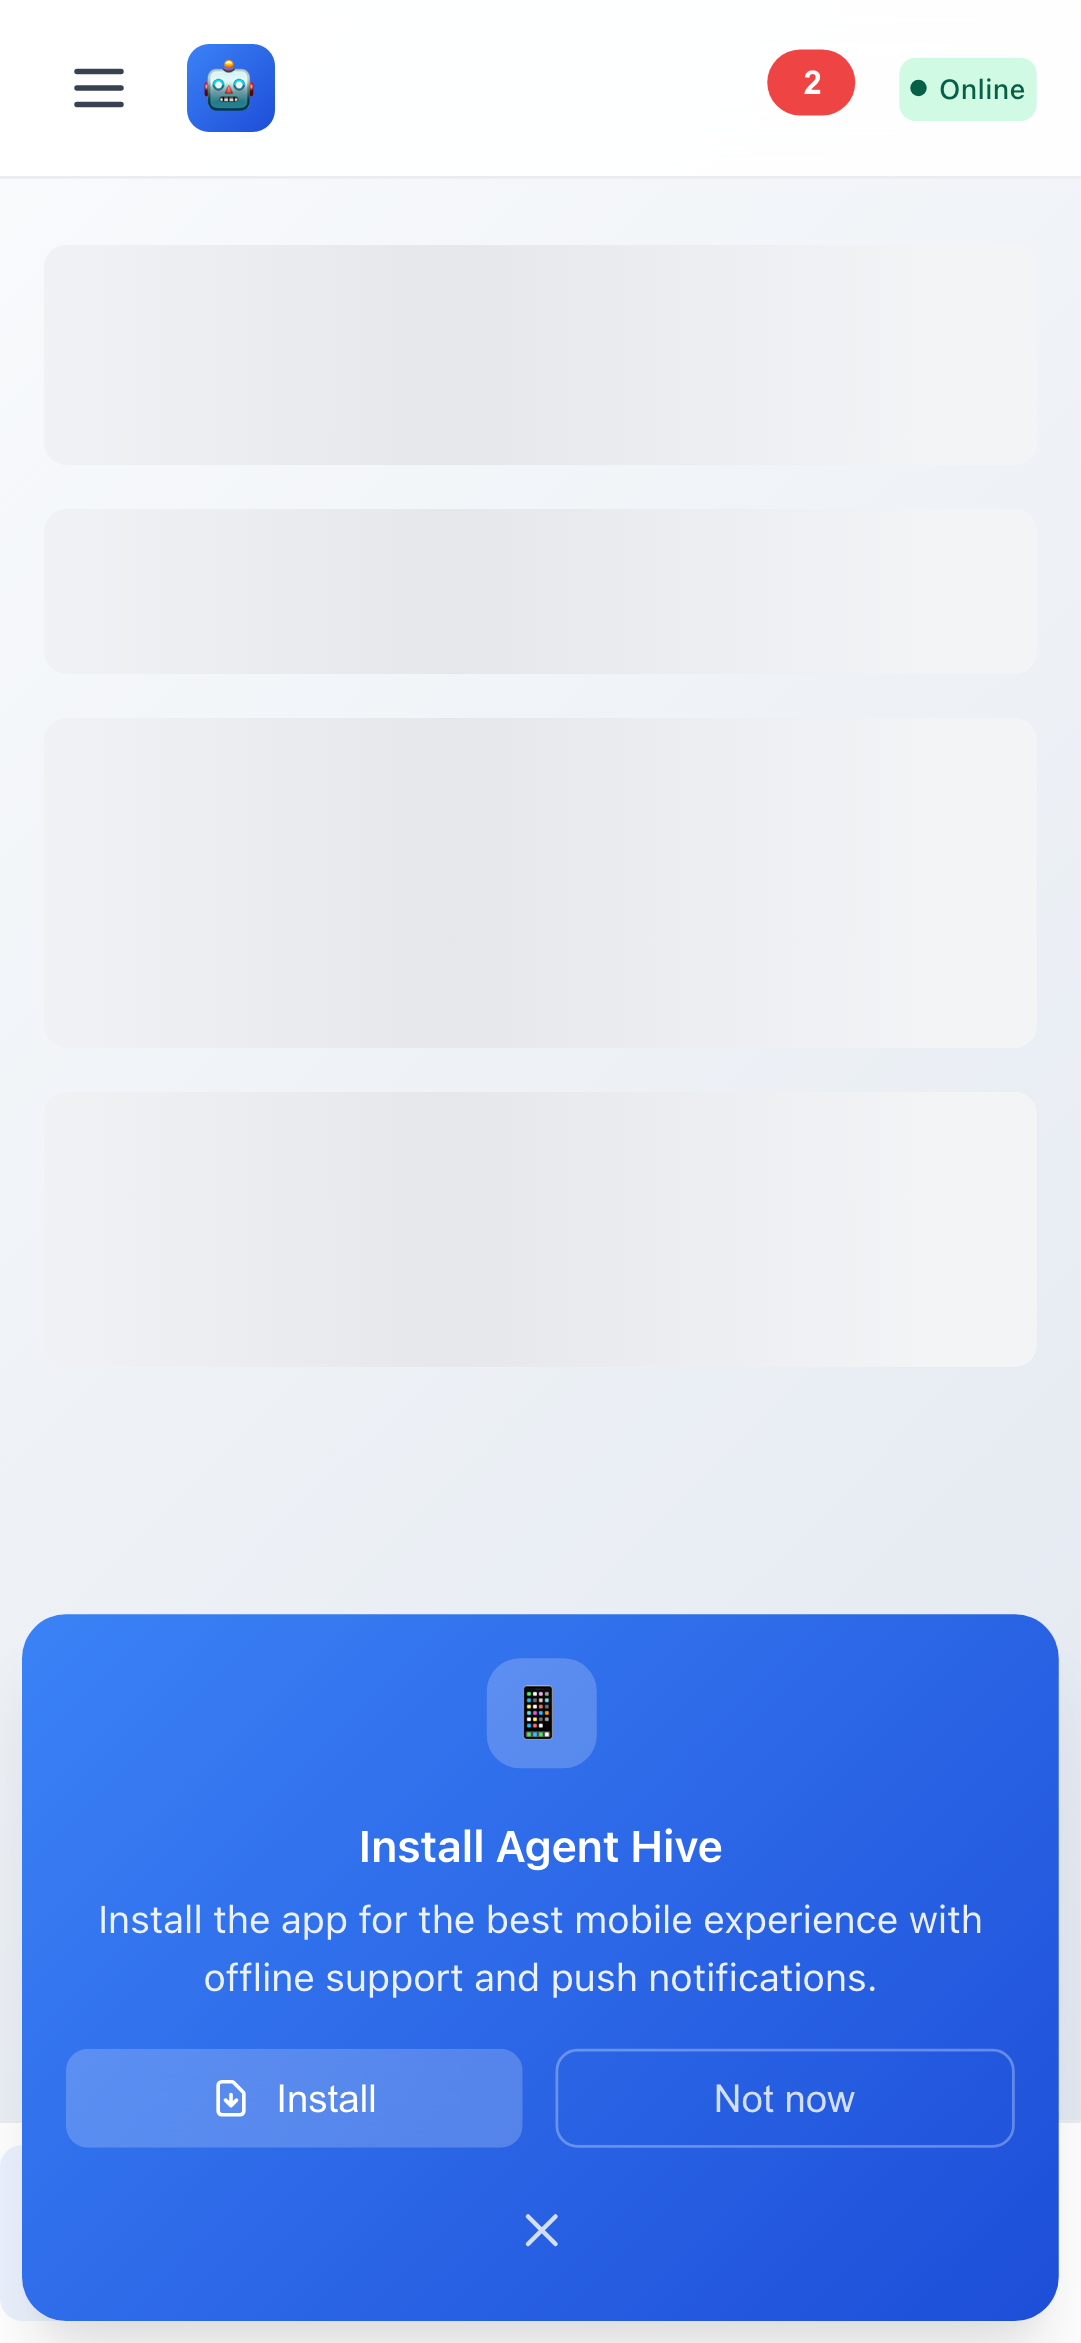 2
Online
Install Agent Hive
Install the app for the best mobile experience with
offline support and push notifications.
Install
Not now